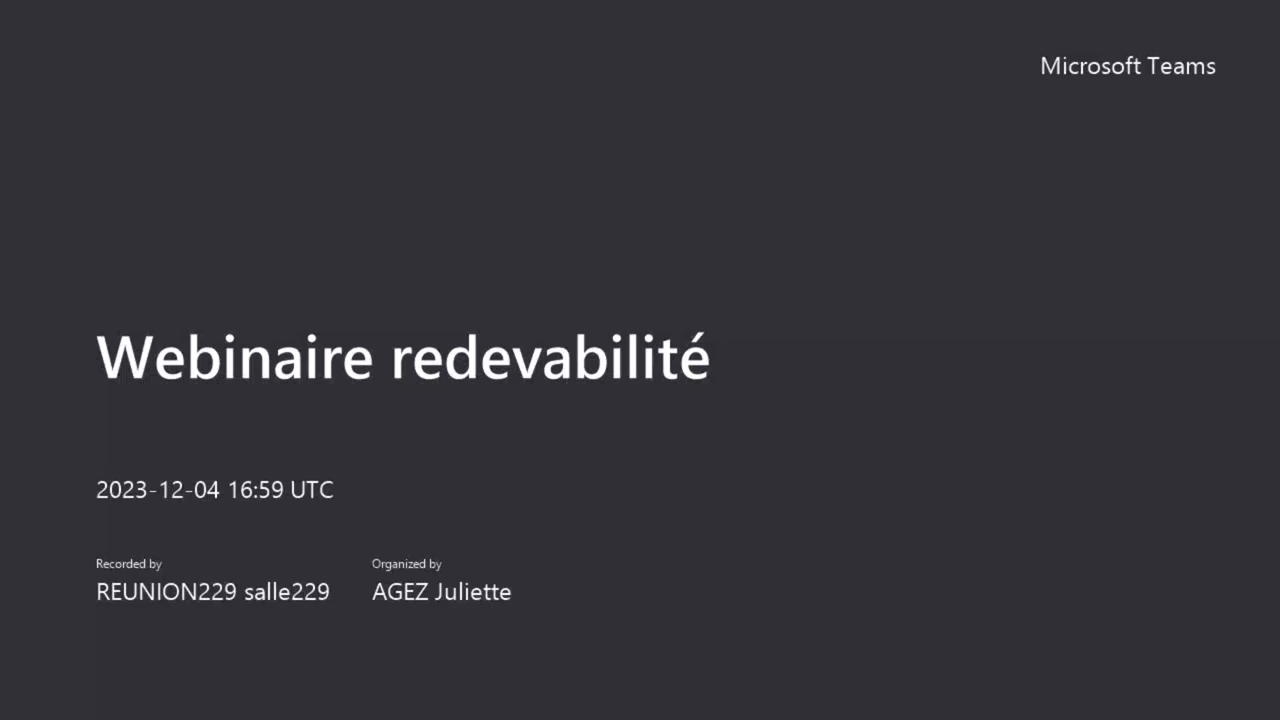 Microsoft Teams
Webinaire redevabilité
2023-12-04 16:59 UTC
Recorded by
REUNION229 salle229
Organized by
AGEZ Juliette